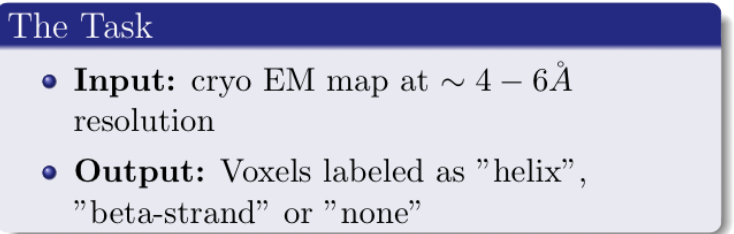 The Task
Input: cryo EM map at ∼ 4 − 6Å
resolution
Output: Voxels labeled as ”helix”,
”beta-strand” or ”none”